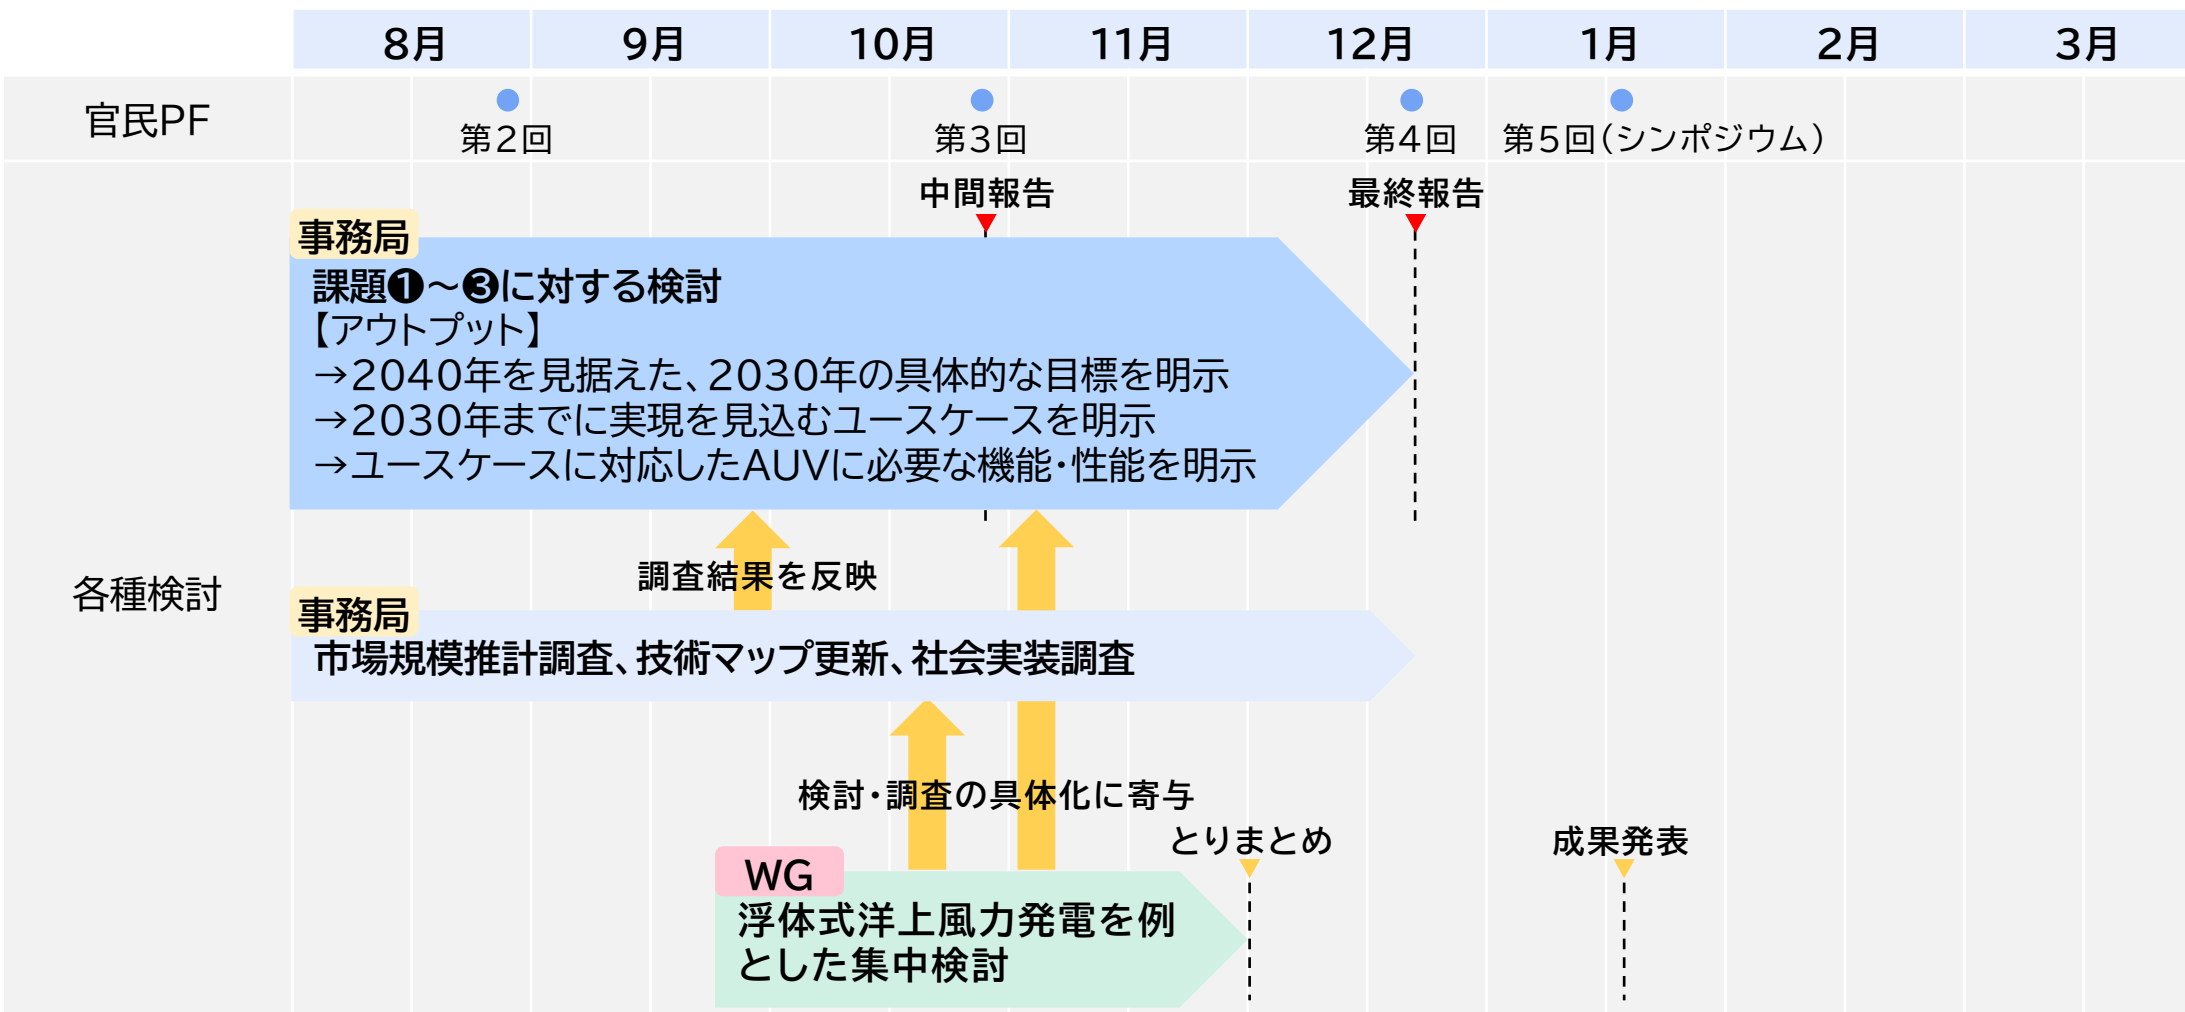 8月 9月 10月 11月 12月 1月 2月 3月
官民PF
第2回 第3回 第4回 第5回（シンポジウム）
中間報告 最終報告
事務局
課題❶～❸に対する検討
【アウトプット】
→2040年を見据えた、2030年の具体的な目標を明示
→2030年までに実現を見込むユースケースを明示
→ユースケースに対応したAUVに必要な機能・性能を明示
調査結果を反映
各種検討
事務局
市場規模推計調査、技術マップ更新、社会実装調査
検討・調査の具体化に寄与
とりまとめ 成果発表
WG
浮体式洋上風力発電を例
とした集中検討